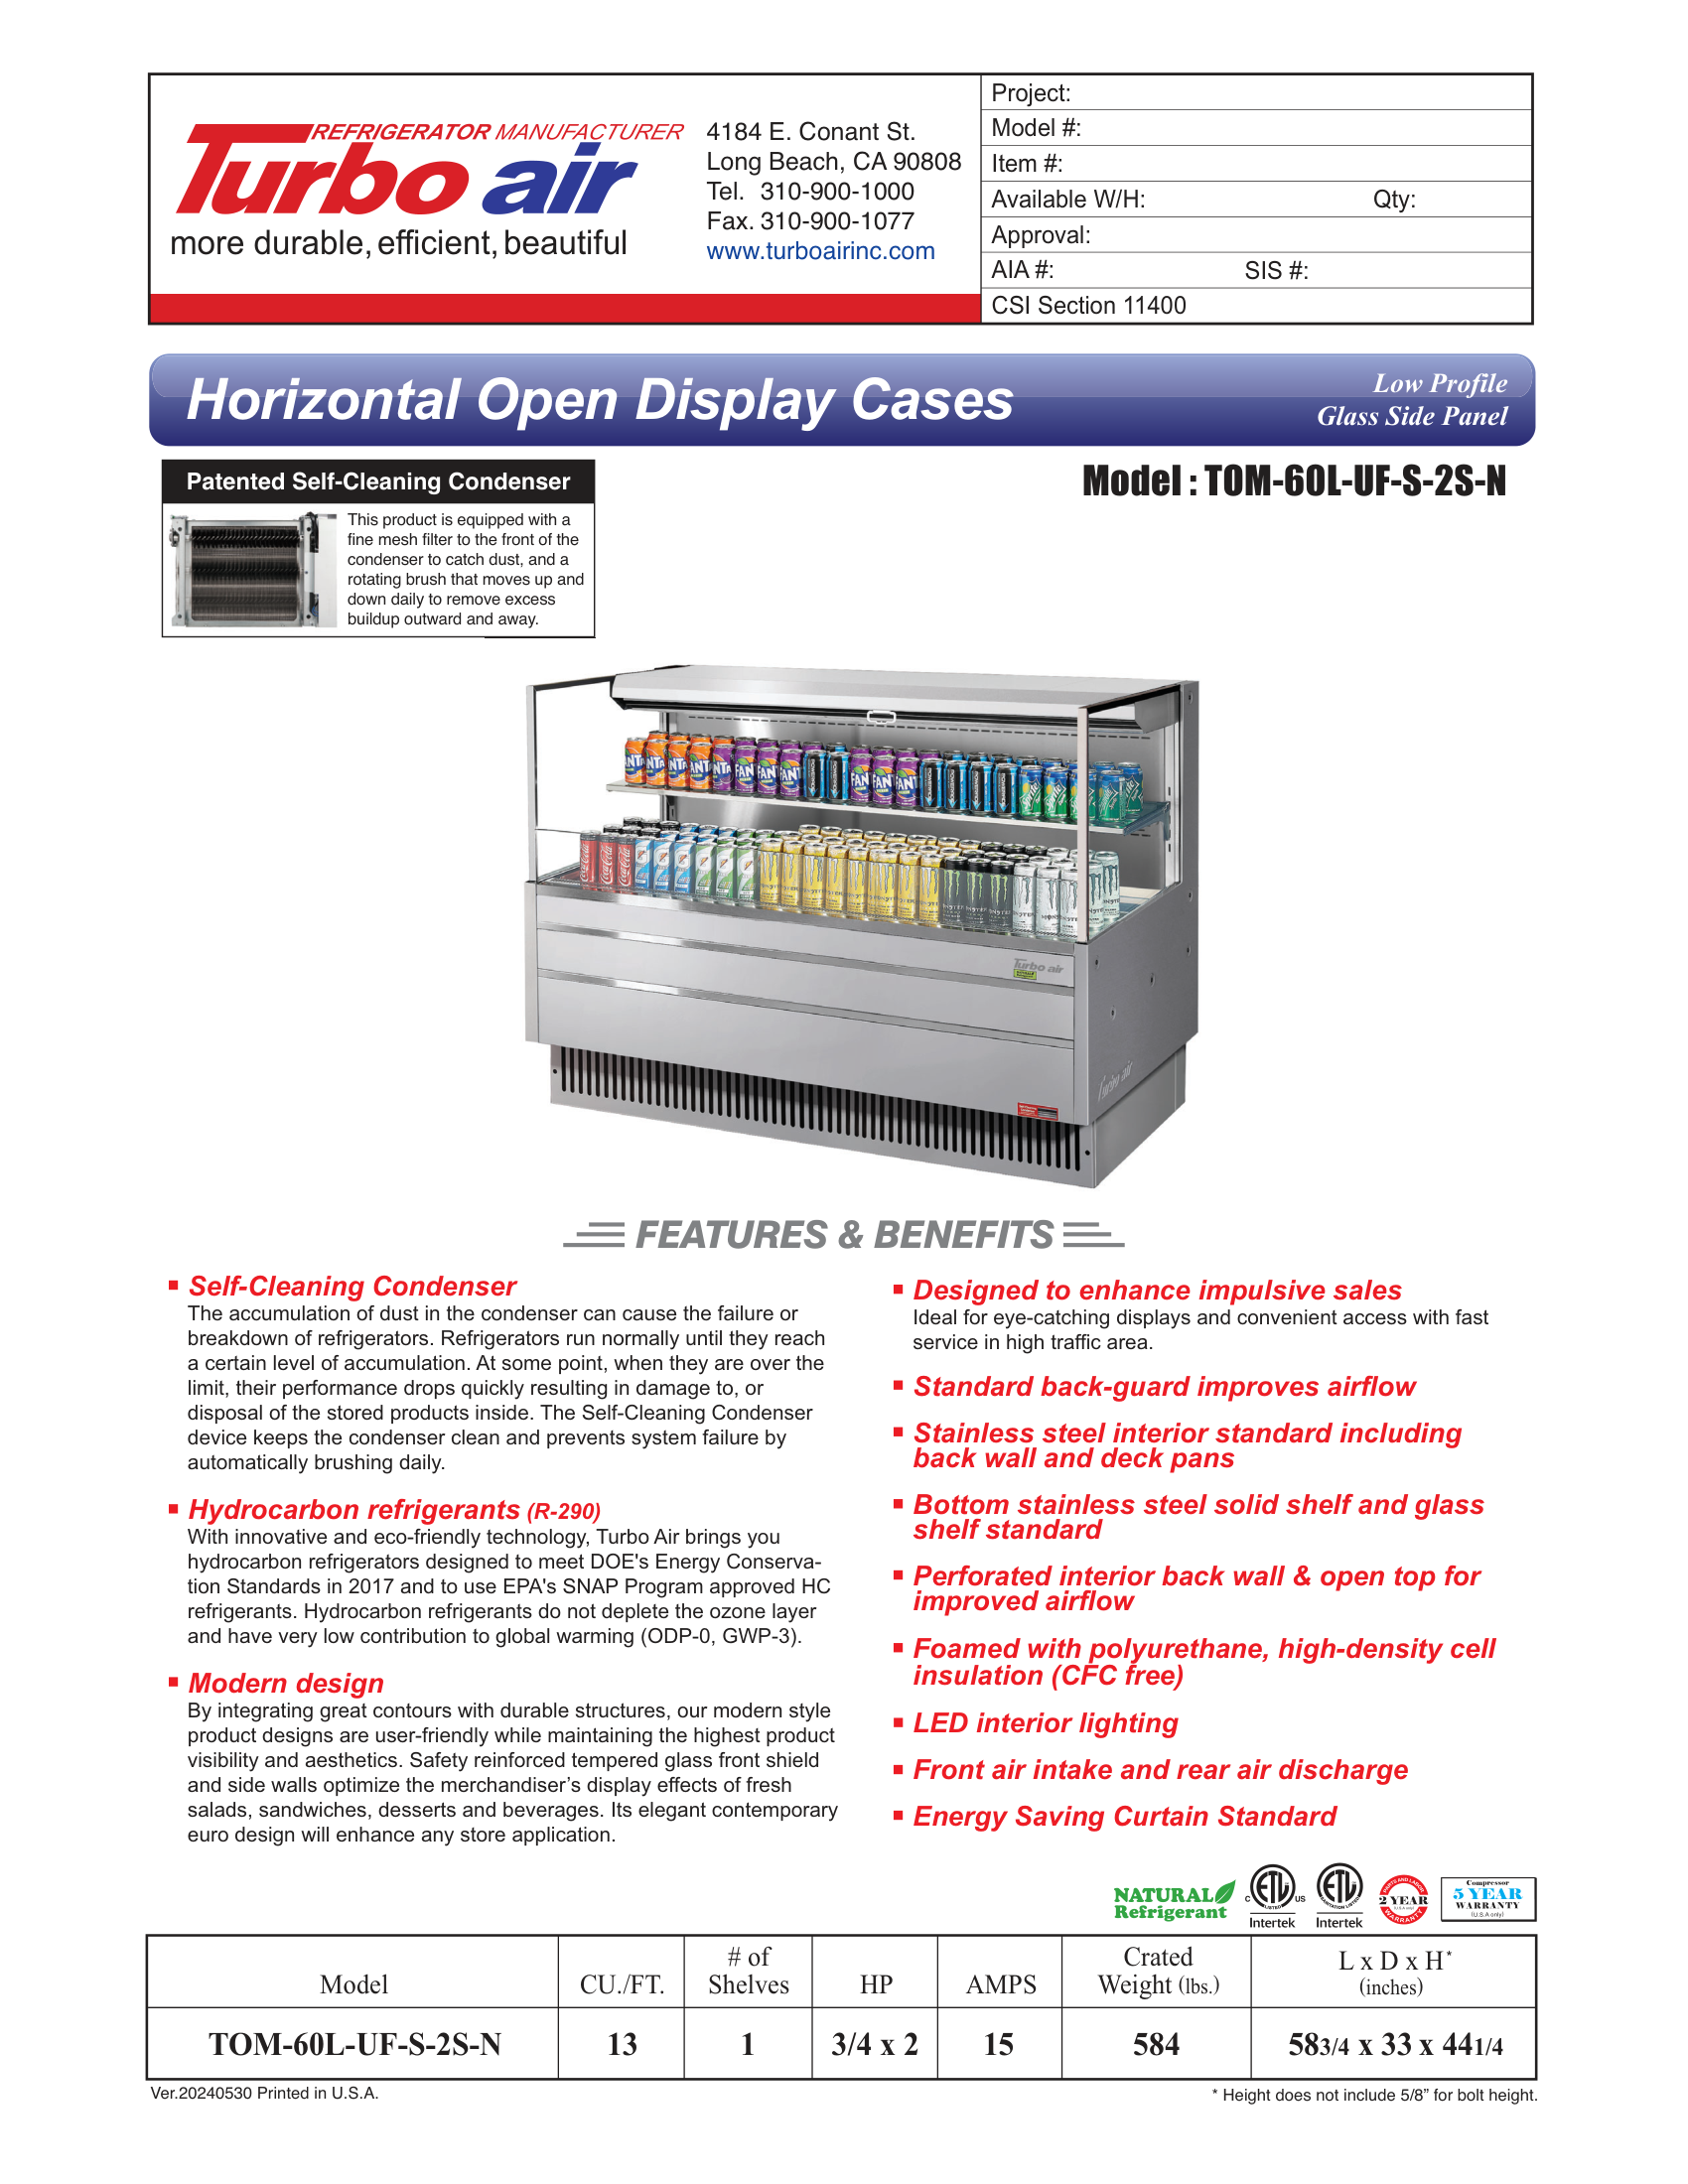 REFRIGERATOR MANUFACTURER
Turbo air
more durable, efficient, beautiful
4184 E. Conant St.
Long Beach, CA 90808
Tel. 310-900-1000
Fax. 310-900-1077
www.turboairinc.com
Project:
Model #:
Item #:
Available W/H: Qty:
Approval:
AIA #: SIS #:
CSI Section 11400
Horizontal Open Display Cases
Low Profile
Glass Side Panel
Patented Self-Cleaning Condenser
This product is equipped with a
fine mesh filter to the front of the
condenser to catch dust, and a
rotating brush that moves up and
down daily to remove excess
buildup outward and away.
Model : TOM-60L-UF-S-2S-N
Turbo air
Turbo air
FEATURES & BENEFITS
▪ Self-Cleaning Condenser
The accumulation of dust in the condenser can cause the failure or
breakdown of refrigerators. Refrigerators run normally until they reach
a certain level of accumulation. At some point, when they are over the
limit, their performance drops quickly resulting in damage to, or
disposal of the stored products inside. The Self-Cleaning Condenser
device keeps the condenser clean and prevents system failure by
automatically brushing daily.
▪ Hydrocarbon refrigerants (R-290)
With innovative and eco-friendly technology, Turbo Air brings you
hydrocarbon refrigerators designed to meet DOE's Energy Conserva-
tion Standards in 2017 and to use EPA's SNAP Program approved HC
refrigerants. Hydrocarbon refrigerants do not deplete the ozone layer
and have very low contribution to global warming (ODP-0, GWP-3).
▪ Modern design
By integrating great contours with durable structures, our modern style
product designs are user-friendly while maintaining the highest product
visibility and aesthetics. Safety reinforced tempered glass front shield
and side walls optimize the merchandiser’s display effects of fresh
salads, sandwiches, desserts and beverages. Its elegant contemporary
euro design will enhance any store application.
▪ Designed to enhance impulsive sales
Ideal for eye-catching displays and convenient access with fast
service in high traffic area.
▪ Standard back-guard improves airflow
▪ Stainless steel interior standard including
back wall and deck pans
▪ Bottom stainless steel solid shelf and glass
shelf standard
▪ Perforated interior back wall & open top for
improved airflow
▪ Foamed with polyurethane, high-density cell
insulation (CFC free)
▪ LED interior lighting
▪ Front air intake and rear air discharge
▪ Energy Saving Curtain Standard
NATURAL
Refrigerant
C ETL US
LISTED
Intertek
ETL
SANITATION LISTED
Intertek
PARTS AND LABOR
2 YEAR
(U.S.A only)
WARRANTY
Compressor
5 YEAR
WARRANTY
(U.S.A only)
Model CU./FT. # of Shelves HP AMPS Crated Weight (lbs.) L x D x H* (inches)
TOM-60L-UF-S-2S-N 13 1 3/4 x 2 15 584 583/4 x 33 x 441/4
Ver.20240530 Printed in U.S.A.
* Height does not include 5/8” for bolt height.